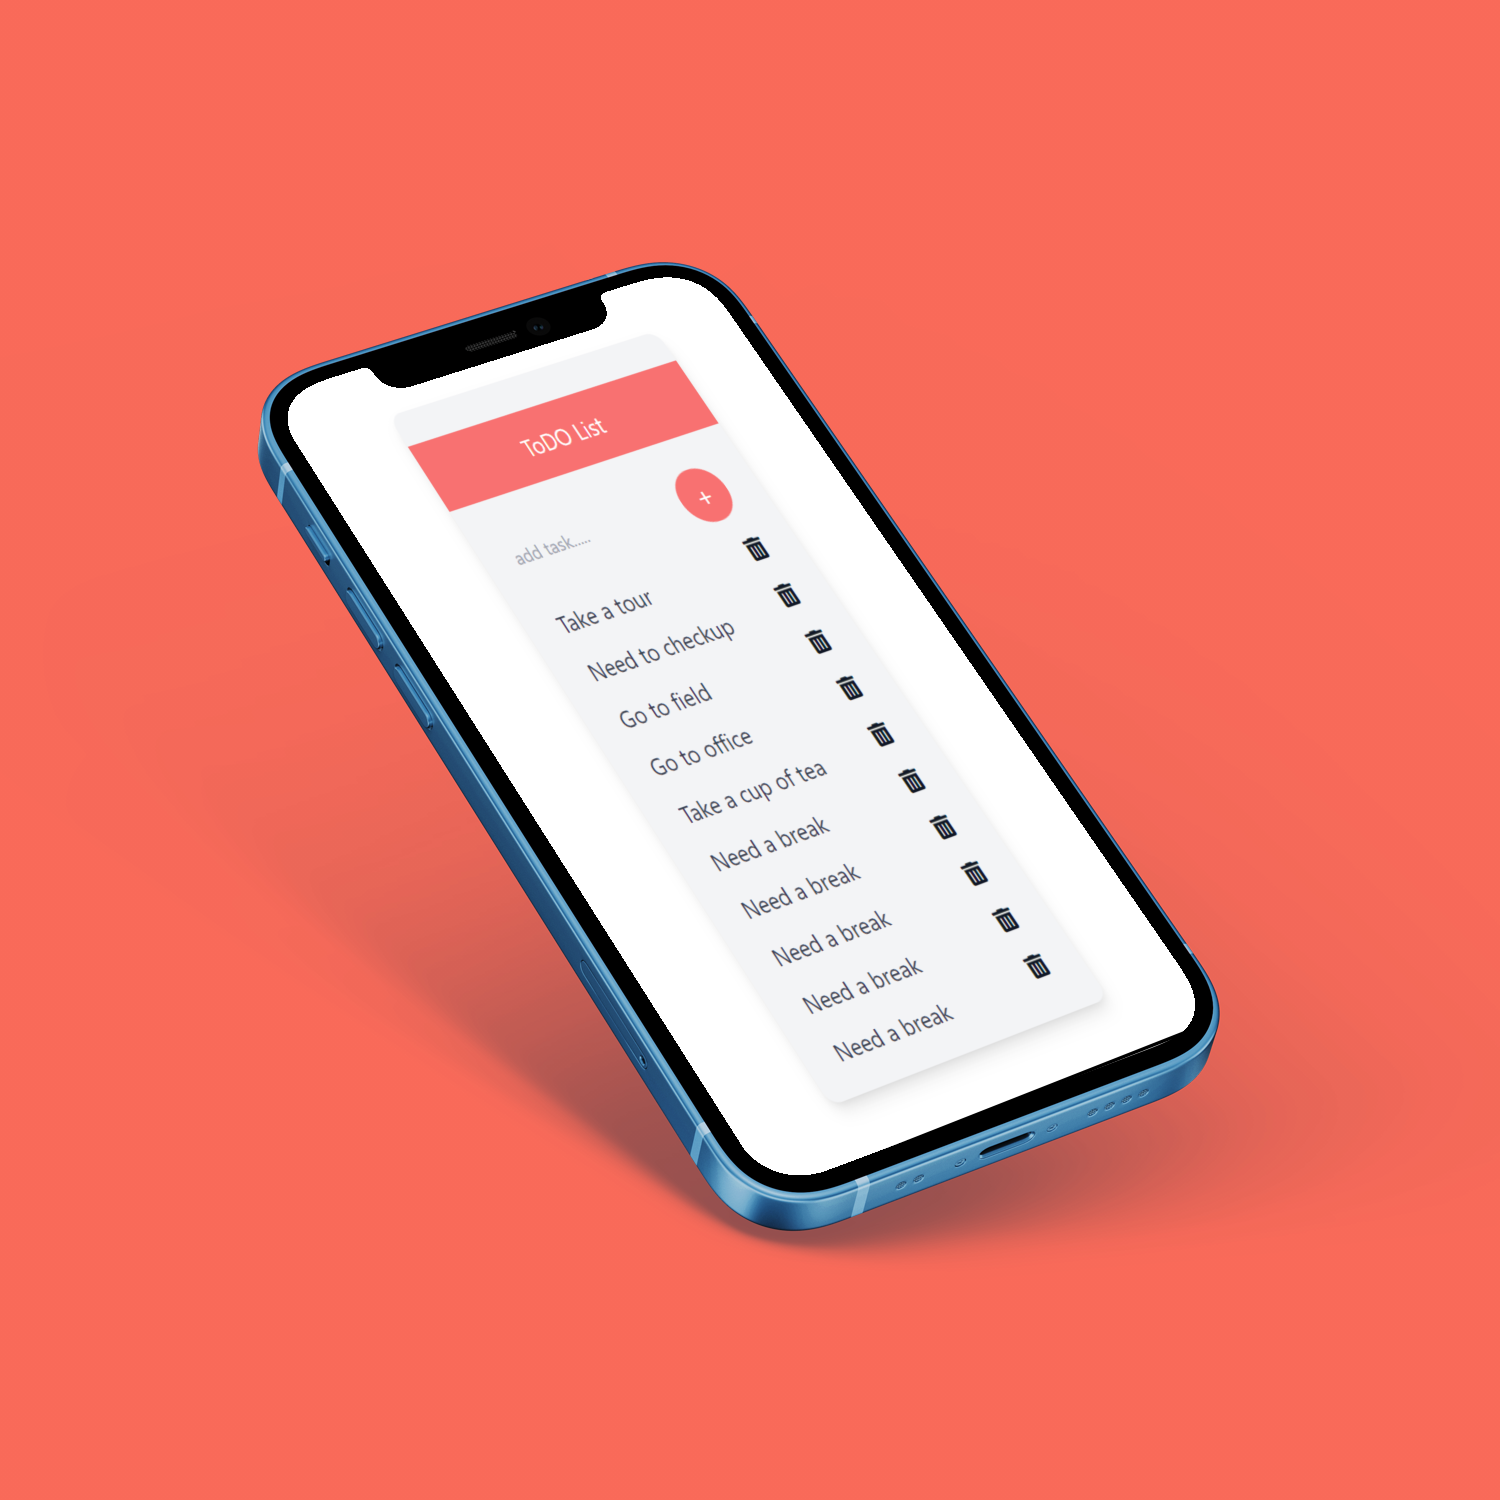 ToDO List
+
add task.....
Take a tour
Need to checkup
Go to field
Go to office
Take a cup of tea
Need a break
Need a break
Need a break
Need a break
Need a break